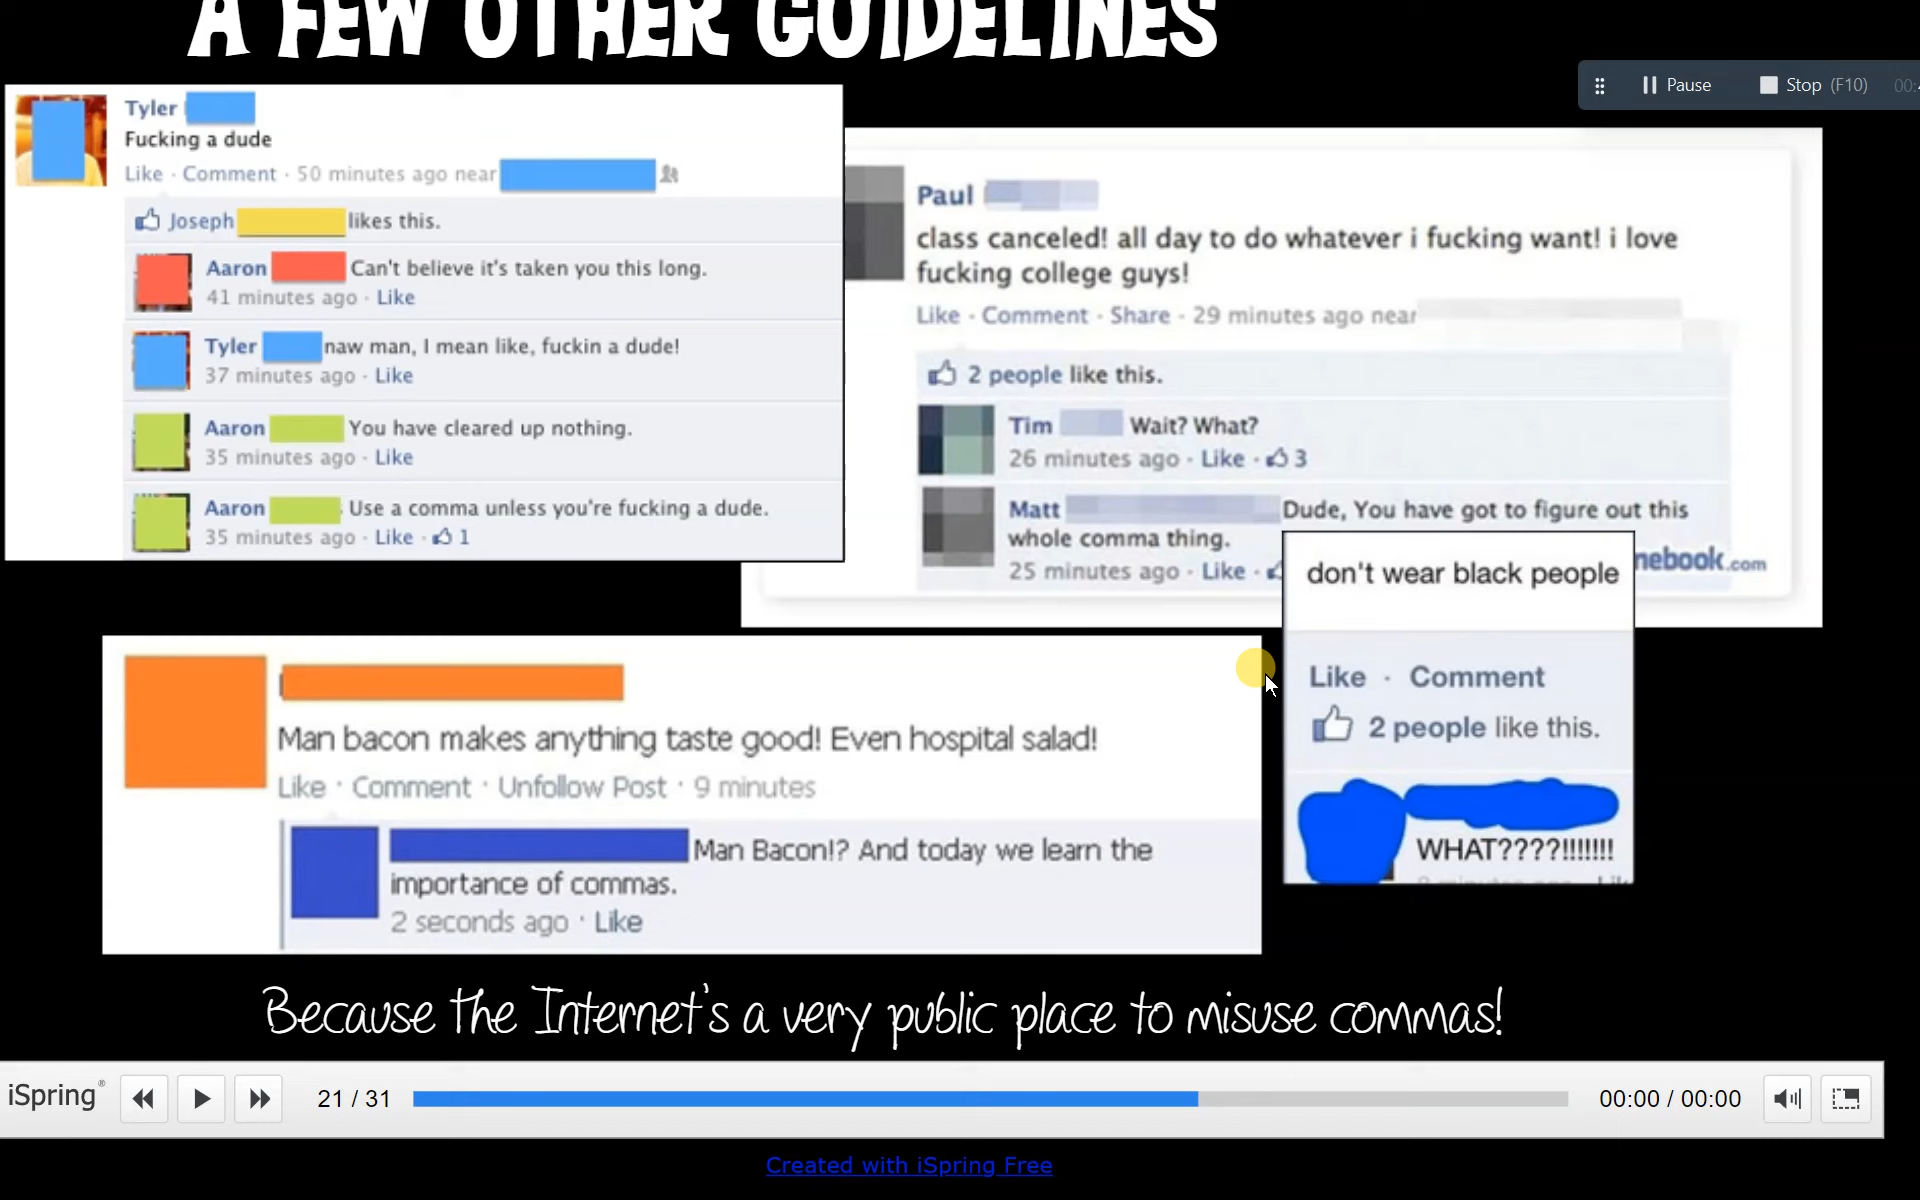 A FEW OTHER GUIDELINES
Pause
Stop (F10)
00:
Tyler
Fucking a dude
Like · Comment · 50 minutes ago near
Joseph likes this.
Aaron Can't believe it's taken you this long.
41 minutes ago · Like
Tyler naw man, I mean like, fuckin a dude!
37 minutes ago · Like
Aaron You have cleared up nothing.
35 minutes ago · Like
Aaron Use a comma unless you're fucking a dude.
35 minutes ago · Like · 1
Paul
class canceled! all day to do whatever i fucking want! i love
fucking college guys!
Like · Comment · Share · 29 minutes ago near
2 people like this.
Tim Wait? What?
26 minutes ago · Like · 3
Matt Dude, You have got to figure out this
whole comma thing.
25 minutes ago · Like ·
nebook.com
don't wear black people
Like · Comment
2 people like this.
WHAT????!!!!!!!
Man bacon makes anything taste good! Even hospital salad!
Like · Comment · Unfollow Post · 9 minutes
Man Bacon!? And today we learn the
importance of commas.
2 seconds ago · Like
Because the Internet's a very public place to misuse commas!
iSpring®
21 / 31
00:00 / 00:00
Created with iSpring Free